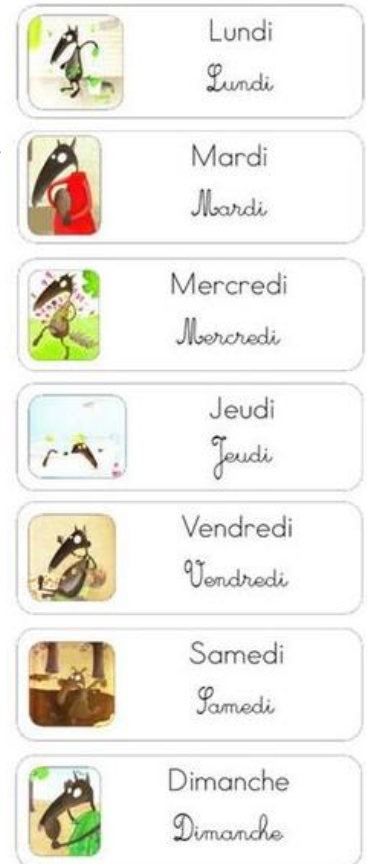 Lundi
Lundi
Mardi
Mardi
Mercredi
Mercredi
Jeudi
Jeudi
Vendredi
Vendredi
Samedi
Samedi
Dimanche
Dimanche